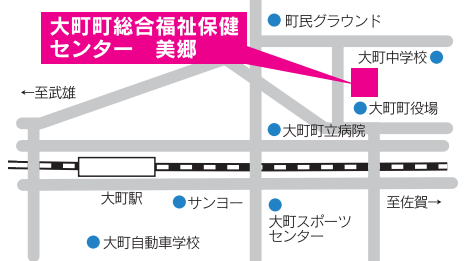 大町町総合福祉保健
センター　美郷
町民グラウンド
大町中学校
←至武雄
大町町役場
大町町立病院
大町駅
サンヨー
至佐賀→
大町スポーツ
センター
大町自動車学校